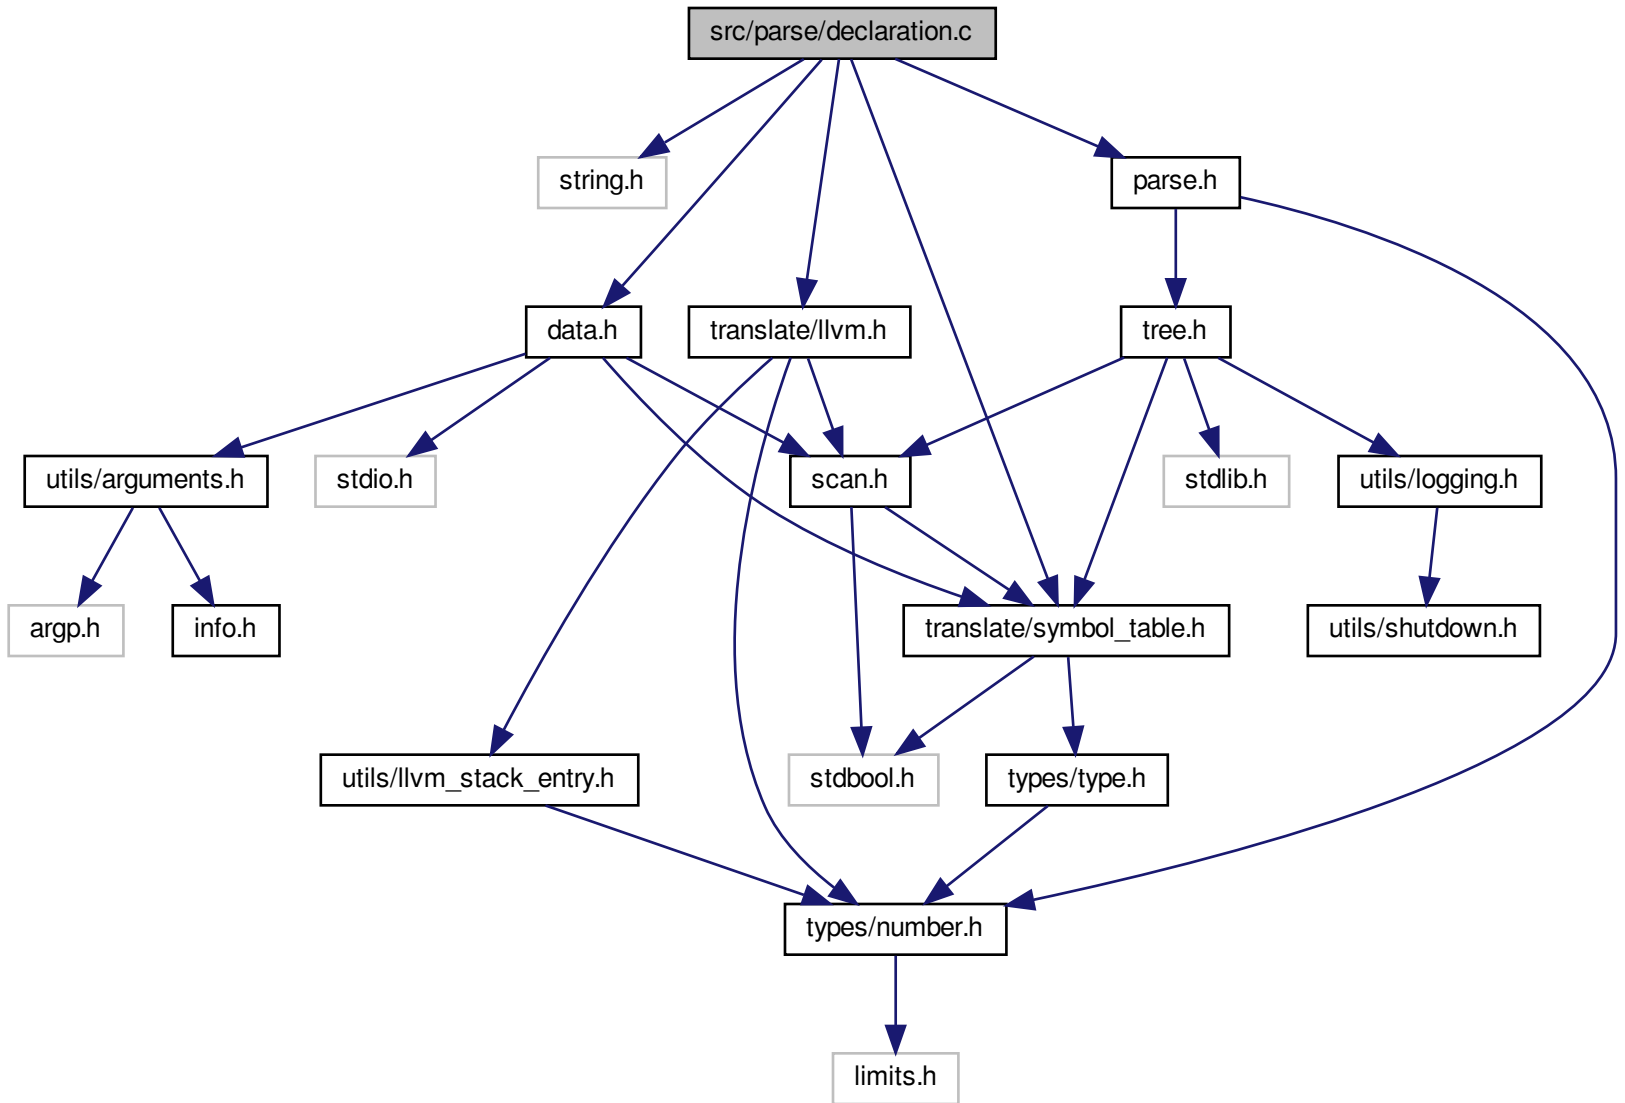 src/parse/declaration.c
string.h
parse.h
data.h
translate/llvm.h
tree.h
utils/arguments.h
stdio.h
scan.h
stdlib.h
utils/logging.h
argp.h
info.h
translate/symbol_table.h
utils/shutdown.h
utils/llvm_stack_entry.h
stdbool.h
types/type.h
types/number.h
limits.h